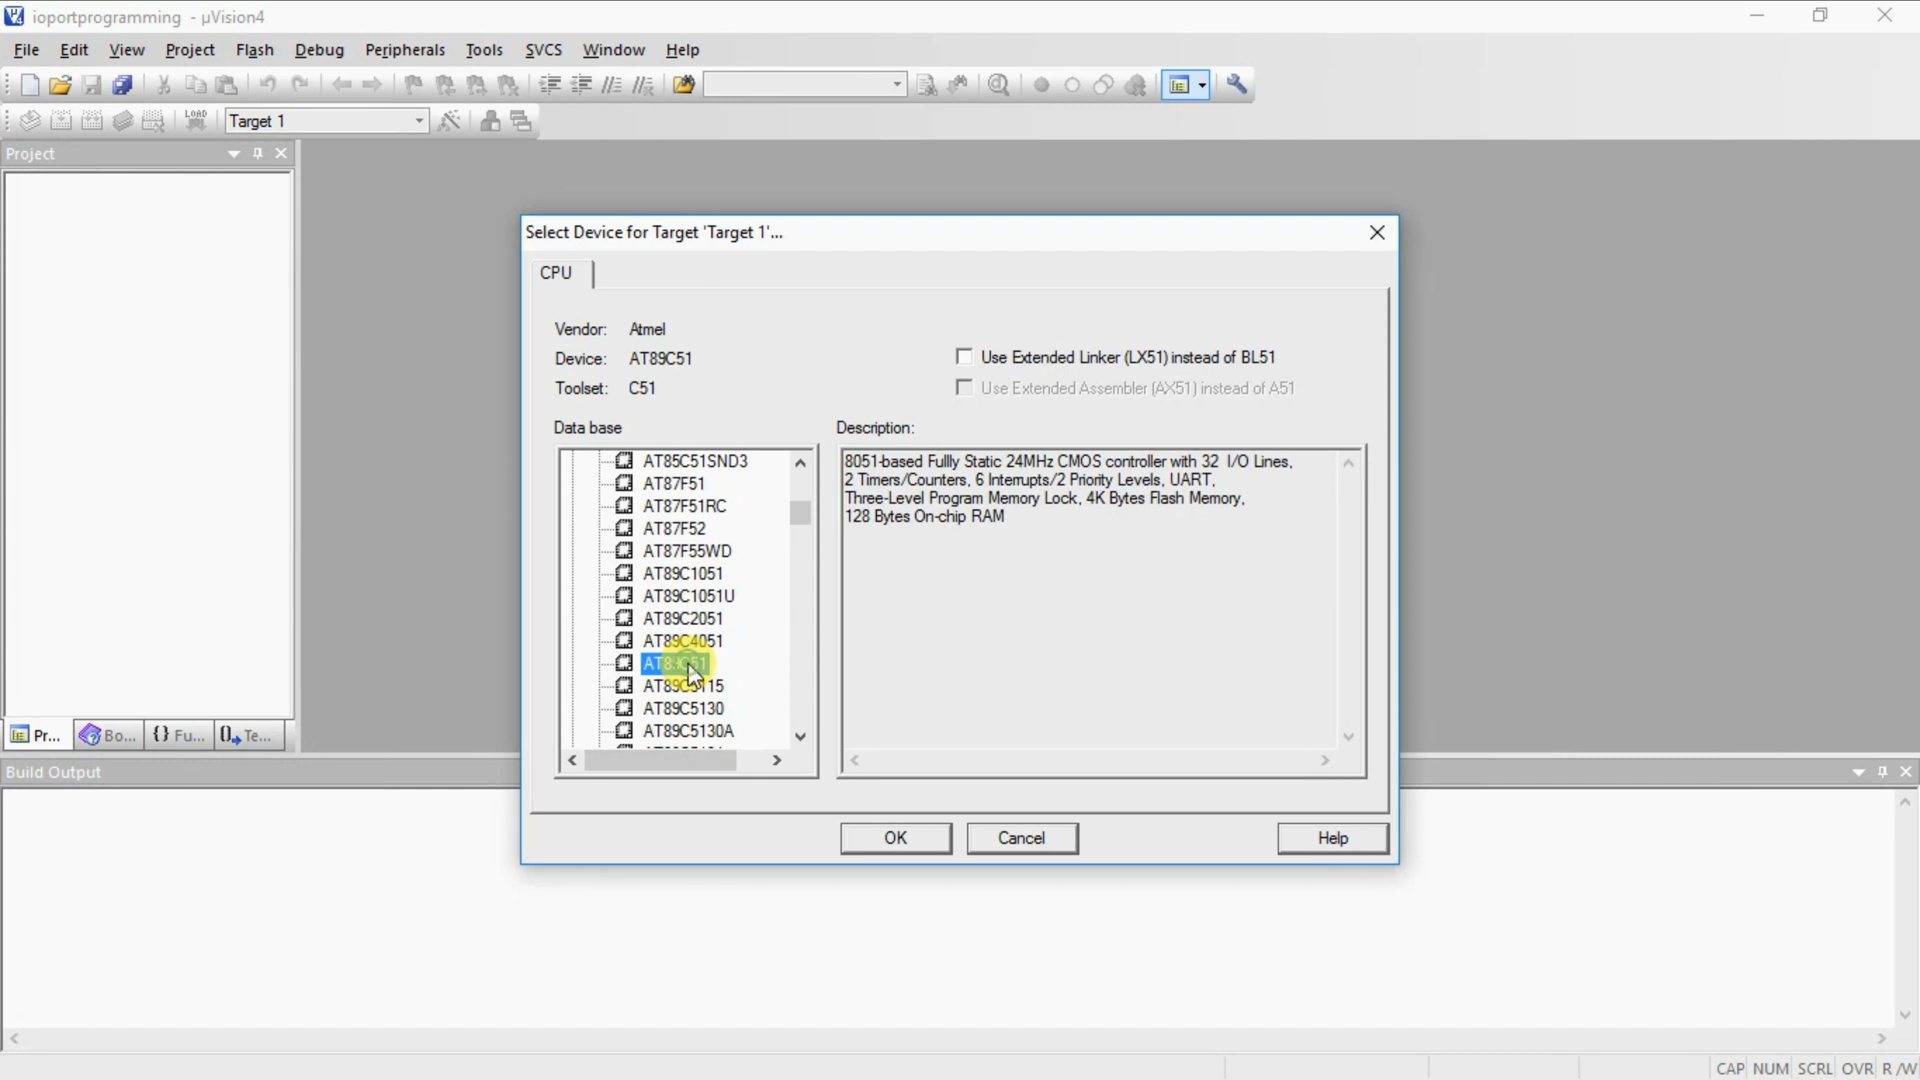 ioportprogramming - µVision4
File Edit View Project Flash Debug Peripherals Tools SVCS Window Help
LOAD Target 1
Project
Select Device for Target 'Target 1'...
CPU
Vendor: Atmel
Device: AT89C51
Toolset: C51
Use Extended Linker (LX51) instead of BL51
Use Extended Assembler (AX51) instead of A51
Data base
AT85C51SND3
AT87F51
AT87F51RC
AT87F52
AT87F55WD
AT89C1051
AT89C1051U
AT89C2051
AT89C4051
AT89C51
AT89C5115
AT89C5130
AT89C5130A
Description:
8051-based Fullly Static 24MHz CMOS controller with 32 I/O Lines,
2 Timers/Counters, 6 Interrupts/2 Priority Levels, UART,
Three-Level Program Memory Lock, 4K Bytes Flash Memory,
128 Bytes On-chip RAM
OK Cancel Help
Pr... Bo... {} Fu... Te...
Build Output
CAP NUM SCRL OVR R/W